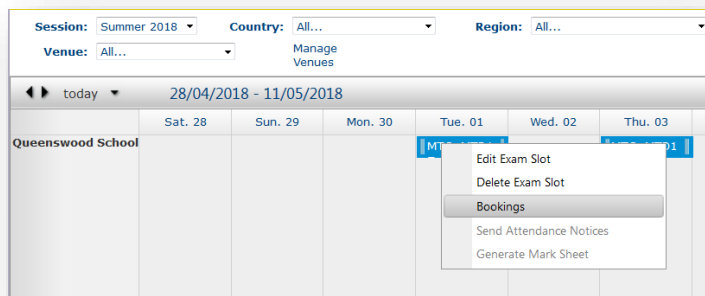 Session: Summer 2018 Country: All... Region: All...
Venue: All... Manage
Venues
today 28/04/2018 - 11/05/2018
Sat. 28 Sun. 29 Mon. 30 Tue. 01 Wed. 02 Thu. 03
Queenswood School
Edit Exam Slot
Delete Exam Slot
Bookings
Send Attendance Notices
Generate Mark Sheet